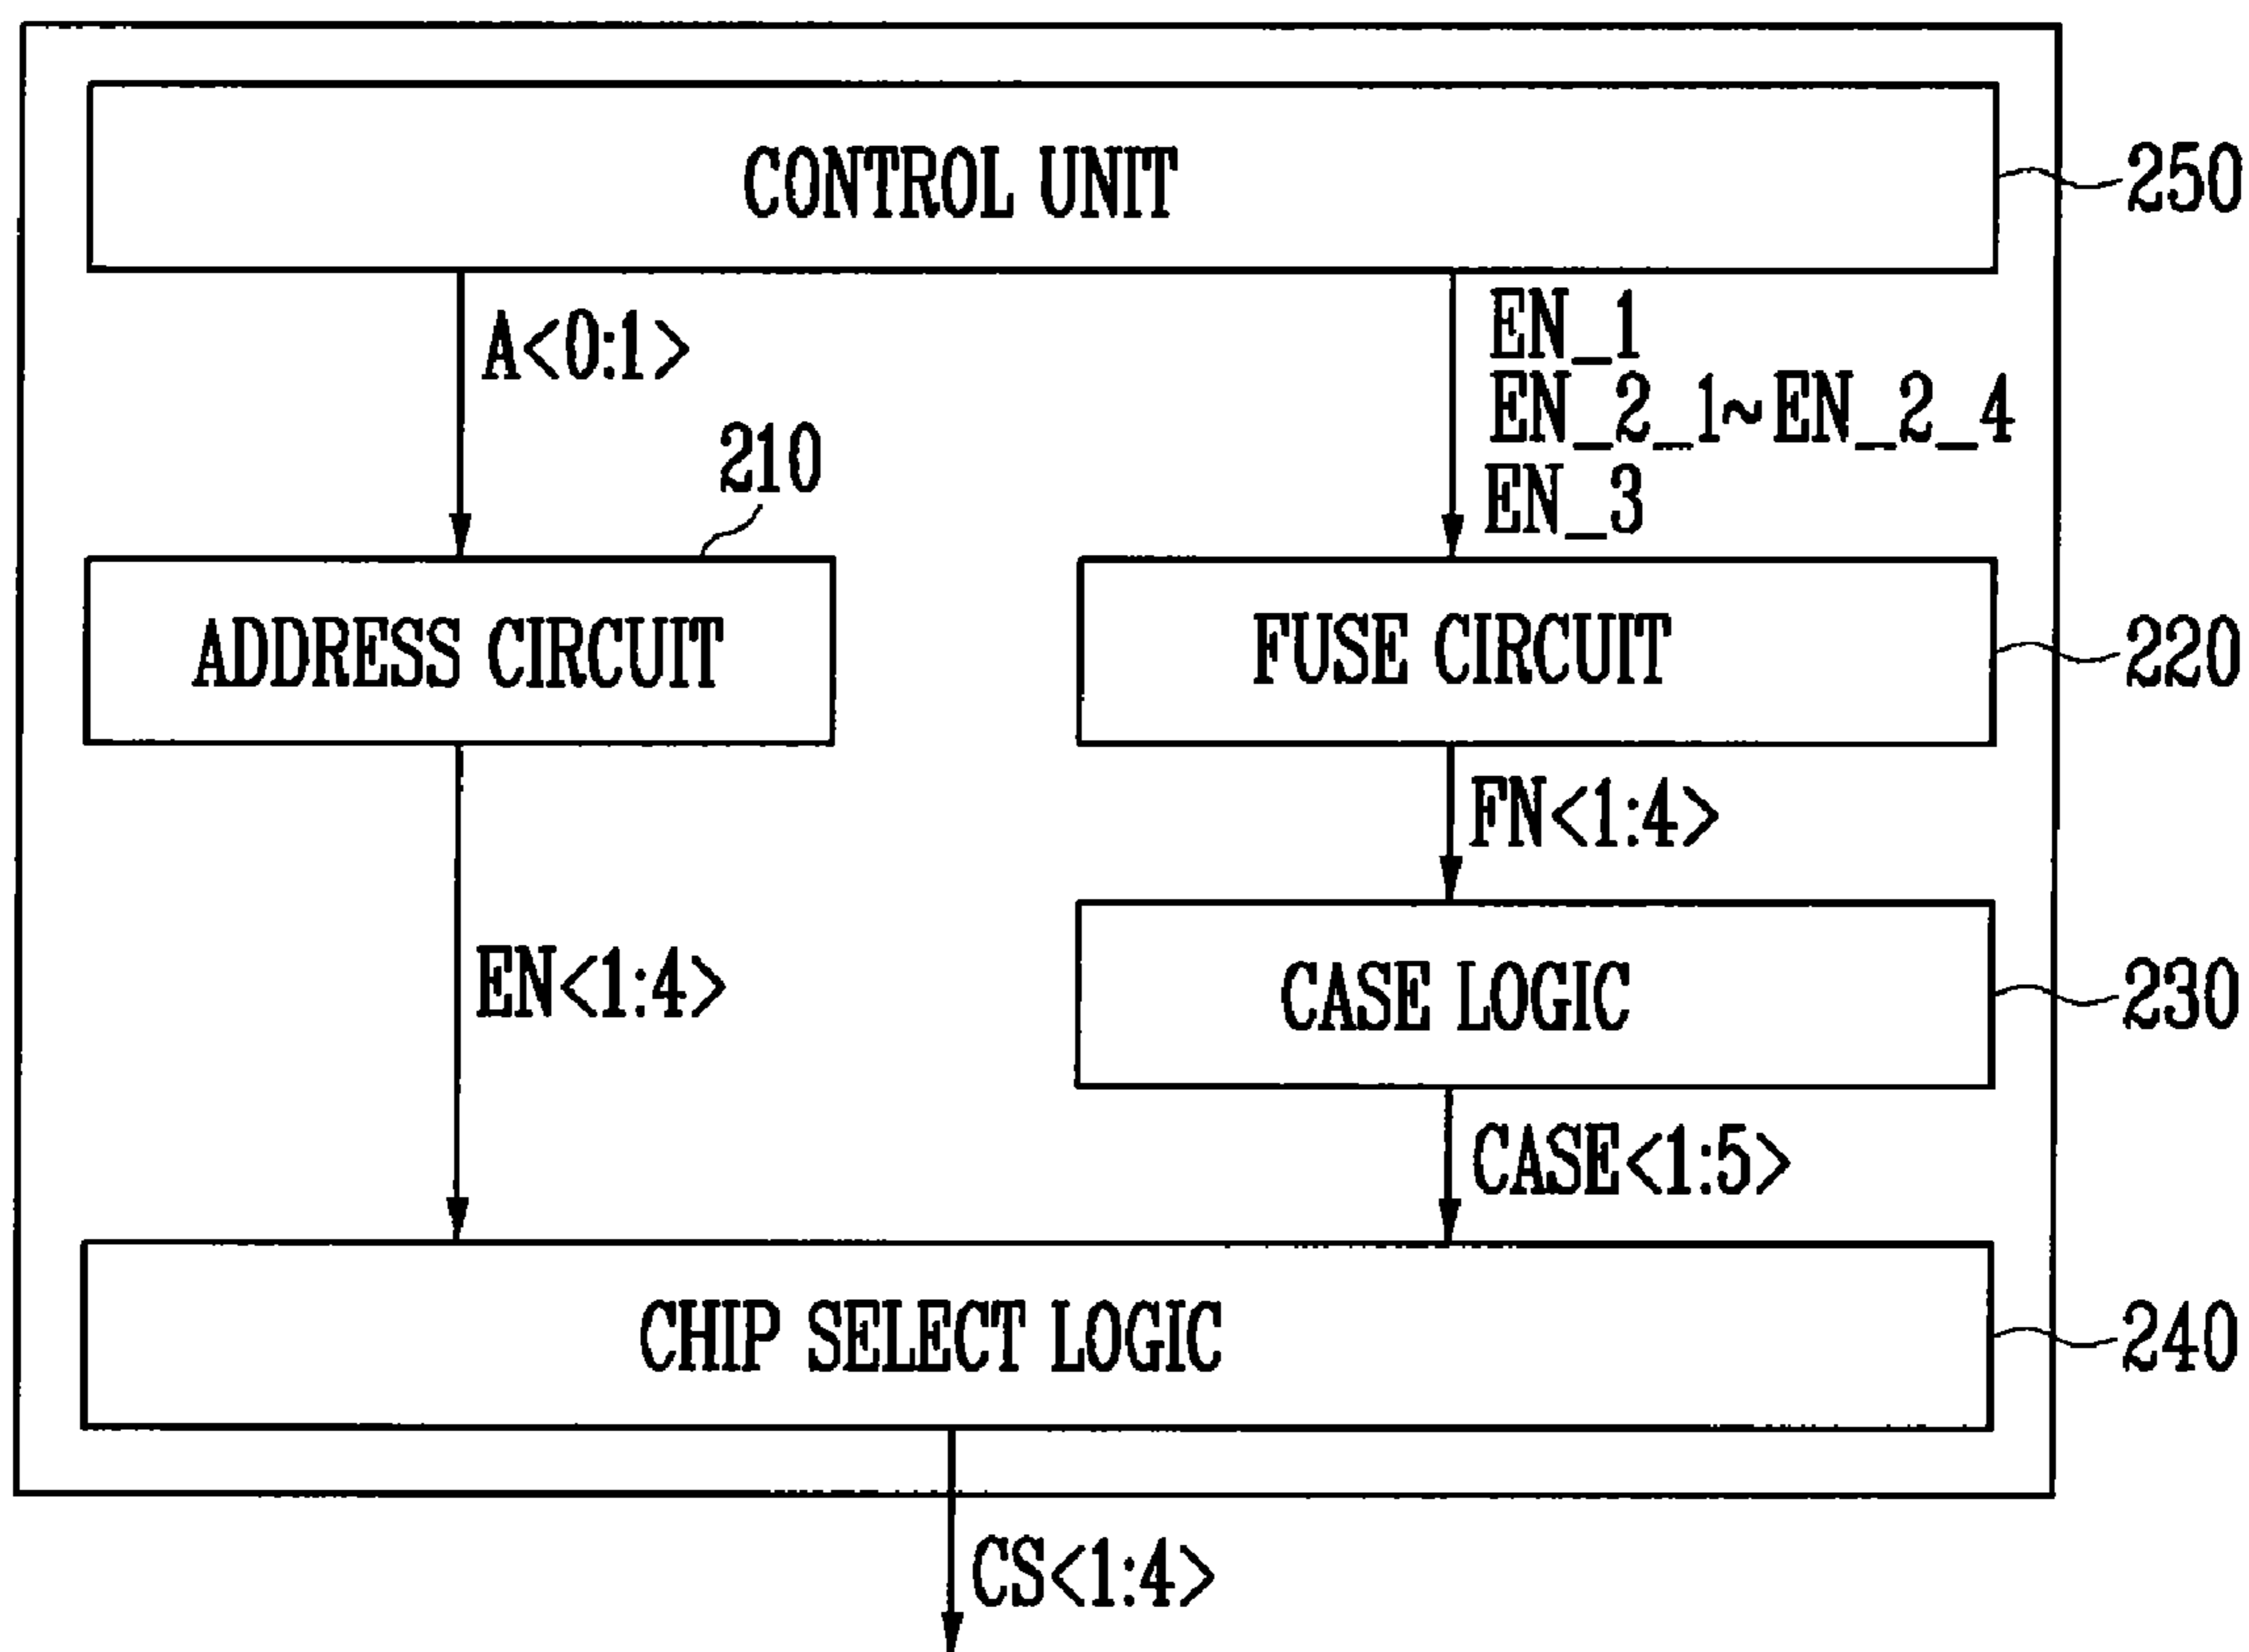 CONTROL UNIT
250
A<0:1>
EN_1
EN_2_1~EN_2_4
EN_3
210
ADDRESS CIRCUIT
FUSE CIRCUIT
220
FN<1:4>
EN<1:4>
CASE LOGIC
230
CASE<1:5>
CHIP SELECT LOGIC
240
CS<1:4>